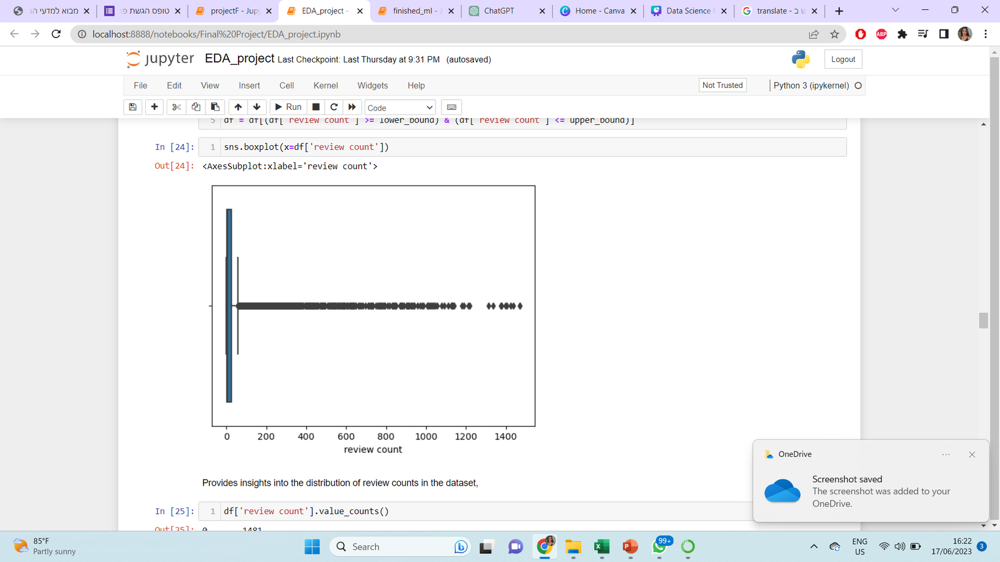 מבוא למדעי הנ
טופס הגשת פ
projectF - Jupy
EDA_project -
finished_ml - J
ChatGPT
Home - Canva
Data Science P
translate - ש ב
localhost:8888/notebooks/Final%20Project/EDA_project.ipynb
ABP
jupyter EDA_project Last Checkpoint: Last Thursday at 9:31 PM (autosaved)
Logout
File Edit View Insert Cell Kernel Widgets Help
Not Trusted
Python 3 (ipykernel)
Run
Code
5 df = df[(df['review count'] >= lower_bound) & (df['review count'] <= upper_bound)]
In [24]: 1 sns.boxplot(x=df['review count'])
Out[24]: <AxesSubplot:xlabel='review count'>
0 200 400 600 800 1000 1200 1400
review count
Provides insights into the distribution of review counts in the dataset,
In [25]: 1 df['review count'].value_counts()
Out[25]: 0 1481
OneDrive
Screenshot saved
The screenshot was added to your
OneDrive.
85°F
Partly sunny
Search
99+
ENG
US
16:22
17/06/2023
3